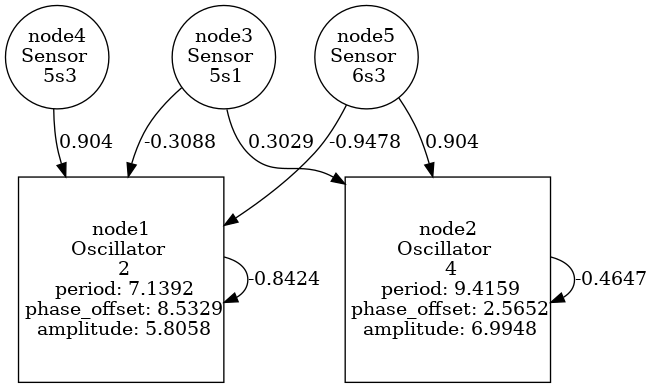 node4
Sensor
5s3
node3
Sensor
5s1
node5
Sensor
6s3
0.904
-0.3088
0.3029
-0.9478
0.904
node1
Oscillator
2
period: 7.1392
phase_offset: 8.5329
amplitude: 5.8058
-0.8424
node2
Oscillator
4
period: 9.4159
phase_offset: 2.5652
amplitude: 6.9948
-0.4647